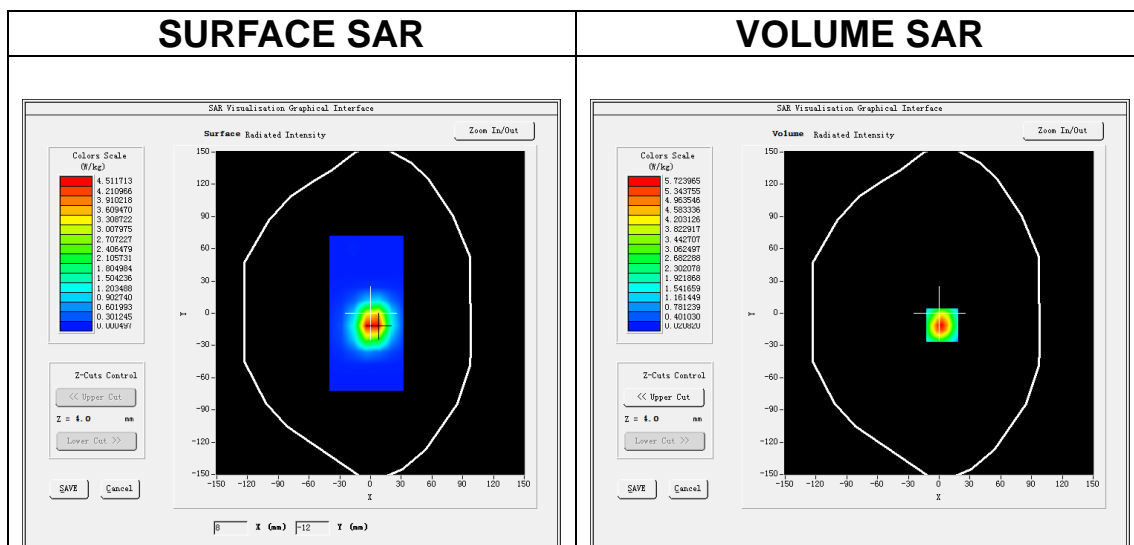 SURFACE SAR
VOLUME SAR
SAR Visualisation Graphical Interface
Surface Radiated Intensity
Zoom In/Out
Colors Scale
(W/kg)
4.511713
4.210966
3.910218
3.609470
3.308722
3.007975
2.707227
2.406479
2.105731
1.804984
1.504236
1.203488
0.902740
0.601993
0.301245
0.000497
150
120
90
60
30
0
-30
-60
-90
-120
-150
Y
-150 -120 -90 -60 -30 0 30 60 90 120 150
X
Z-Cuts Control
<< Upper Cut
Z = 4.0 mm
Lower Cut >>
SAVE Cancel
8 X (mm) -12 Y (mm)
SAR Visualisation Graphical Interface
Volume Radiated Intensity
Zoom In/Out
Colors Scale
(W/kg)
5.723965
5.343755
4.963546
4.583336
4.203126
3.822917
3.442707
3.062497
2.682288
2.302078
1.921868
1.541659
1.161449
0.781239
0.401030
0.020820
150
120
90
60
30
0
-30
-60
-90
-120
-150
Y
-150 -120 -90 -60 -30 0 30 60 90 120 150
X
Z-Cuts Control
<< Upper Cut
Z = 4.0 mm
Lower Cut >>
SAVE Cancel